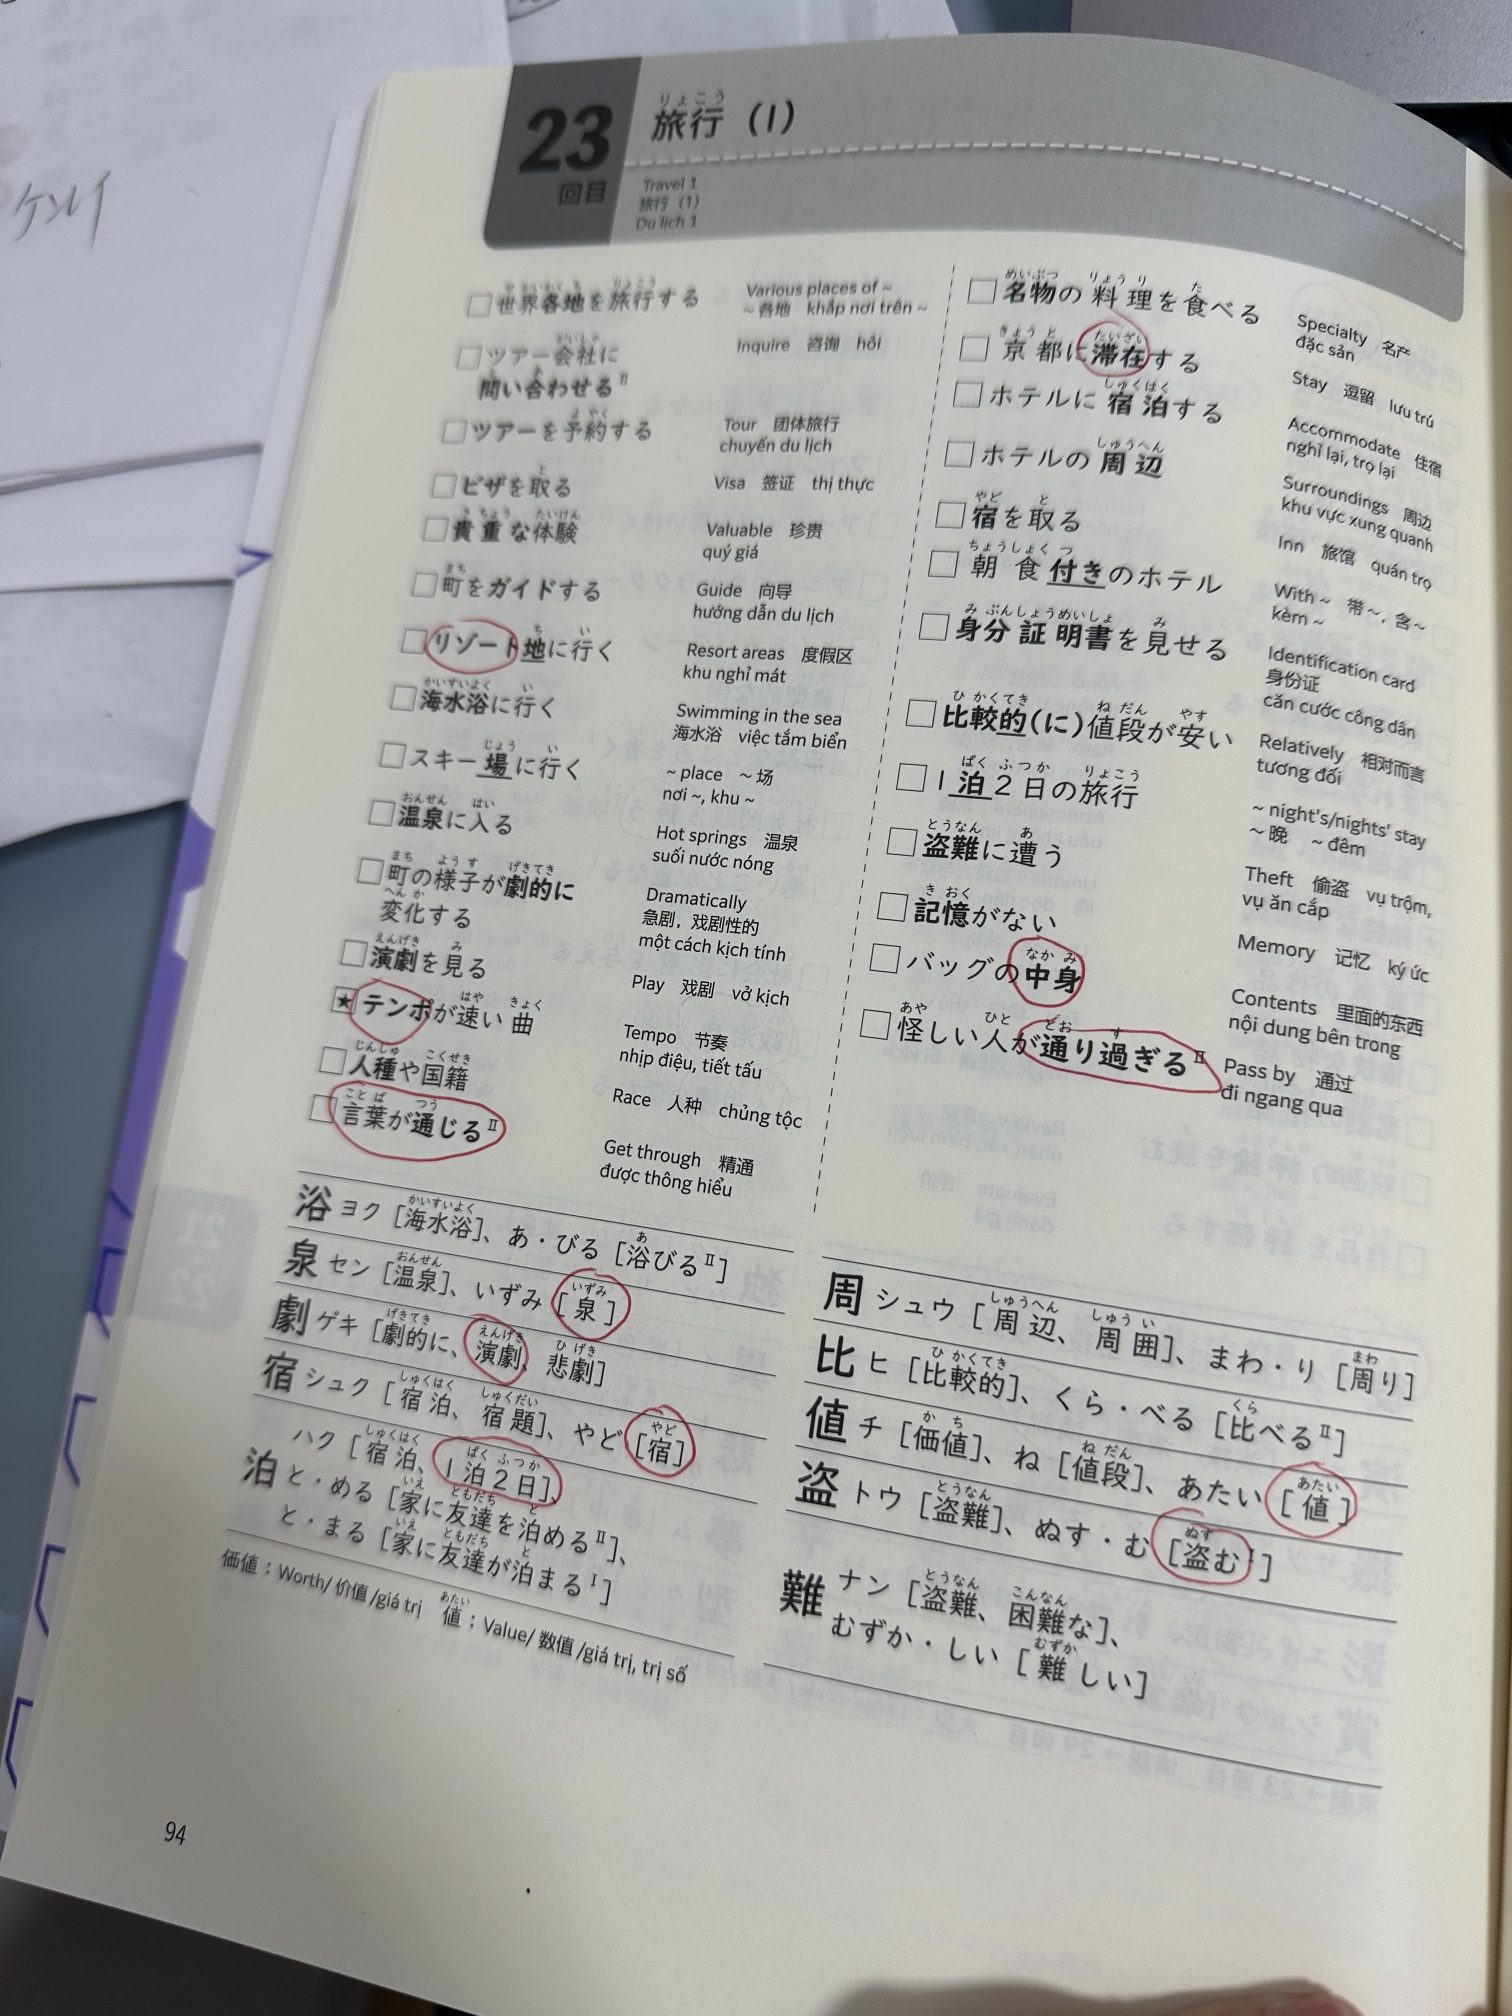 ケンイ
23
回目
旅行（1）
りょこう
Travel 1
旅行（1）
Du lịch 1
□世界各地を旅行する
Various places of ~
~ 各地 khắp nơi trên ~
□ツアー会社に
問い合わせるⅡ
Inquire 咨询 hỏi
□ツアーを予約する
Tour 团体旅行
chuyến du lịch
□ビザを取る
Visa 签证 thị thực
□貴重な体験
Valuable 珍贵
quý giá
□町をガイドする
Guide 向导
hướng dẫn du lịch
□リゾート地に行く
Resort areas 度假区
khu nghỉ mát
□海水浴に行く
Swimming in the sea
海水浴 việc tắm biển
□スキー場に行く
~ place ~ 场
nơi ~, khu ~
□温泉に入る
Hot springs 温泉
suối nước nóng
□町の様子が劇的に
変化する
Dramatically
急剧，戏剧性的
một cách kịch tính
□演劇を見る
Play 戏剧 vở kịch
★テンポが速い曲
Tempo 节奏
nhịp điệu, tiết tấu
□人種や国籍
Race 人种 chủng tộc
□言葉が通じるⅡ
Get through 精通
được thông hiểu
□名物の料理を食べる
Specialty 名产
đặc sản
□京都に滞在する
Stay 逗留 lưu trú
□ホテルに宿泊する
Accommodate 住宿
nghỉ lại, trọ lại
□ホテルの周辺
Surroundings 周边
khu vực xung quanh
□宿を取る
Inn 旅馆 quán trọ
□朝食付きのホテル
With ~ 带 ~, 含 ~
kèm ~
□身分証明書を見せる
Identification card
身份证
căn cước công dân
□比較的（に）値段が安い
Relatively 相对而言
tương đối
□1泊2日の旅行
~ night's/nights' stay
~ 晚 ~ đêm
□盗難に遭う
Theft 偷盗 vụ trộm,
vụ ăn cắp
□記憶がない
Memory 记忆 ký ức
□バッグの中身
Contents 里面的东西
nội dung bên trong
□怪しい人が通り過ぎるⅡ
Pass by 通过
đi ngang qua
浴 ヨク［海水浴］、あ・びる［浴びるⅡ］
泉 セン［温泉］、いずみ［泉］
劇 ゲキ［劇的に、演劇、悲劇］
宿 シュク［宿泊、宿題］、やど［宿］
泊 ハク［宿泊、1泊2日］、
と・める［家に友達を泊めるⅡ］、
と・まる［家に友達が泊まるⅠ］
価値：Worth/ 价值 /giá trị 値：Value/ 数值 /giá trị, trị số
周 シュウ［周辺、周囲］、まわ・り［周り］
比 ヒ［比較的］、くら・べる［比べるⅡ］
値 チ［価値］、ね［値段］、あたい［値］
盗 トウ［盗難］、ぬす・む［盗むⅠ］
難 ナン［盗難、困難な］、
むずか・しい［難しい］
94